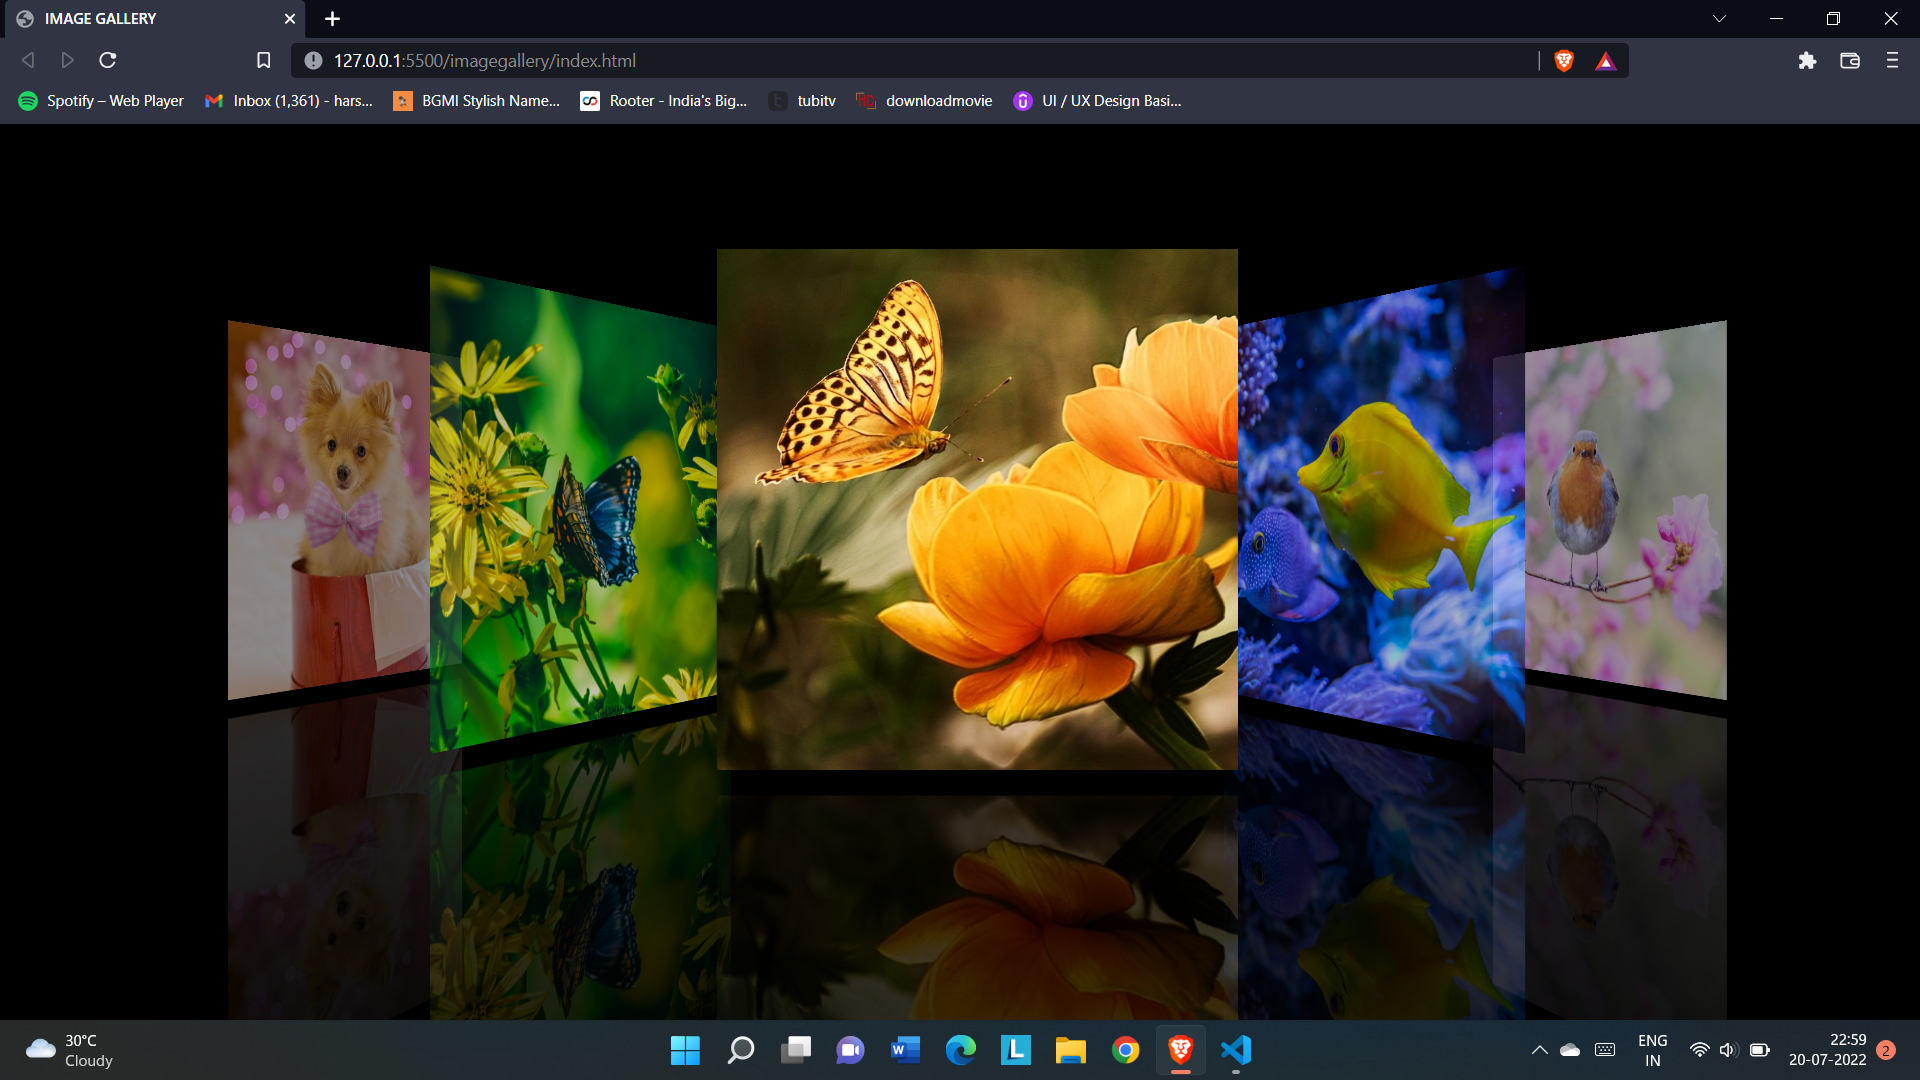 IMAGE GALLERY
127.0.0.1:5500/imagegallery/index.html
Spotify – Web Player
Inbox (1,361) - hars...
BGMI Stylish Name...
Rooter - India's Big...
tubitv
downloadmovie
UI / UX Design Basi...
30°C
Cloudy
ENG
IN
22:59
20-07-2022
2